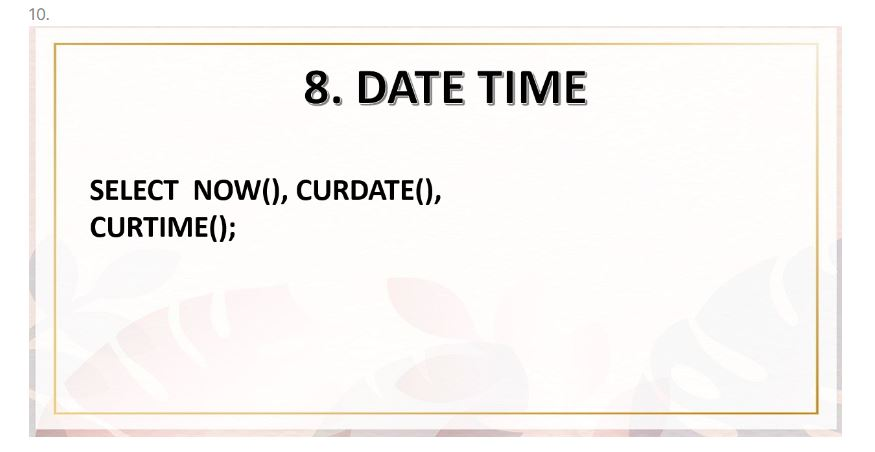 10.
8. DATE TIME
SELECT  NOW(), CURDATE(),
CURTIME();